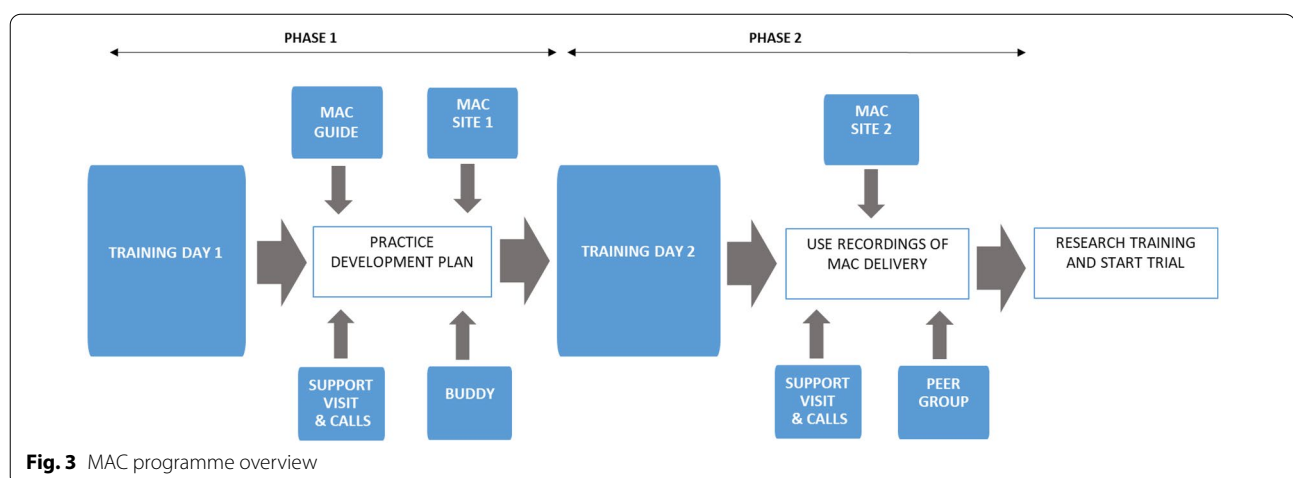 PHASE 1
PHASE 2
MAC
GUIDE
MAC
SITE 1
MAC
SITE 2
TRAINING DAY 1
PRACTICE
DEVELOPMENT PLAN
TRAINING DAY 2
USE RECORDINGS OF
MAC DELIVERY
RESEARCH TRAINING
AND START TRIAL
SUPPORT
VISIT
& CALLS
BUDDY
SUPPORT
VISIT
& CALLS
PEER
GROUP
Fig. 3 MAC programme overview